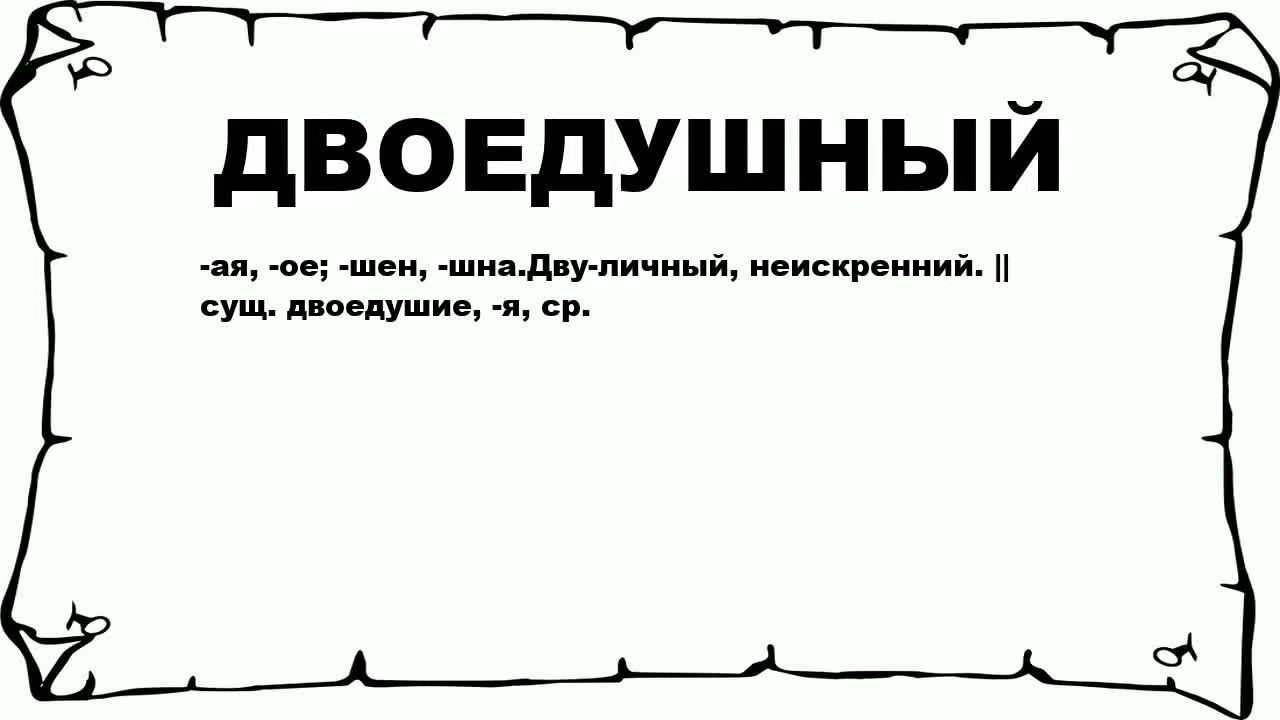 ДВОЕДУШНЫЙ
-ая, -ое; -шен, -шна.Дву-личный, неискренний. ||
сущ. двоедушие, -я, ср.